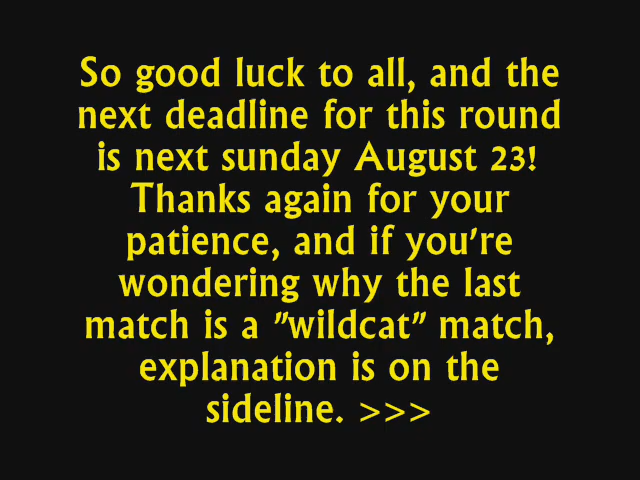 So good luck to all, and the
next deadline for this round
is next sunday August 23!
Thanks again for your
patience, and if you're
wondering why the last
match is a "wildcat" match,
explanation is on the
sideline. >>>